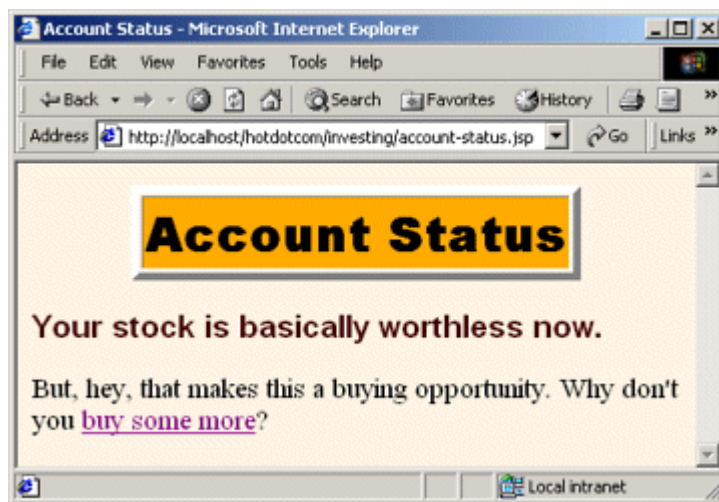 Account Status - Microsoft Internet Explorer
File Edit View Favorites Tools Help
Back Search Favorites History »
Address http://localhost/hotdotcom/investing/account-status.jsp Go Links »
Account Status
Your stock is basically worthless now.
But, hey, that makes this a buying opportunity. Why don't
you buy some more?
Local intranet